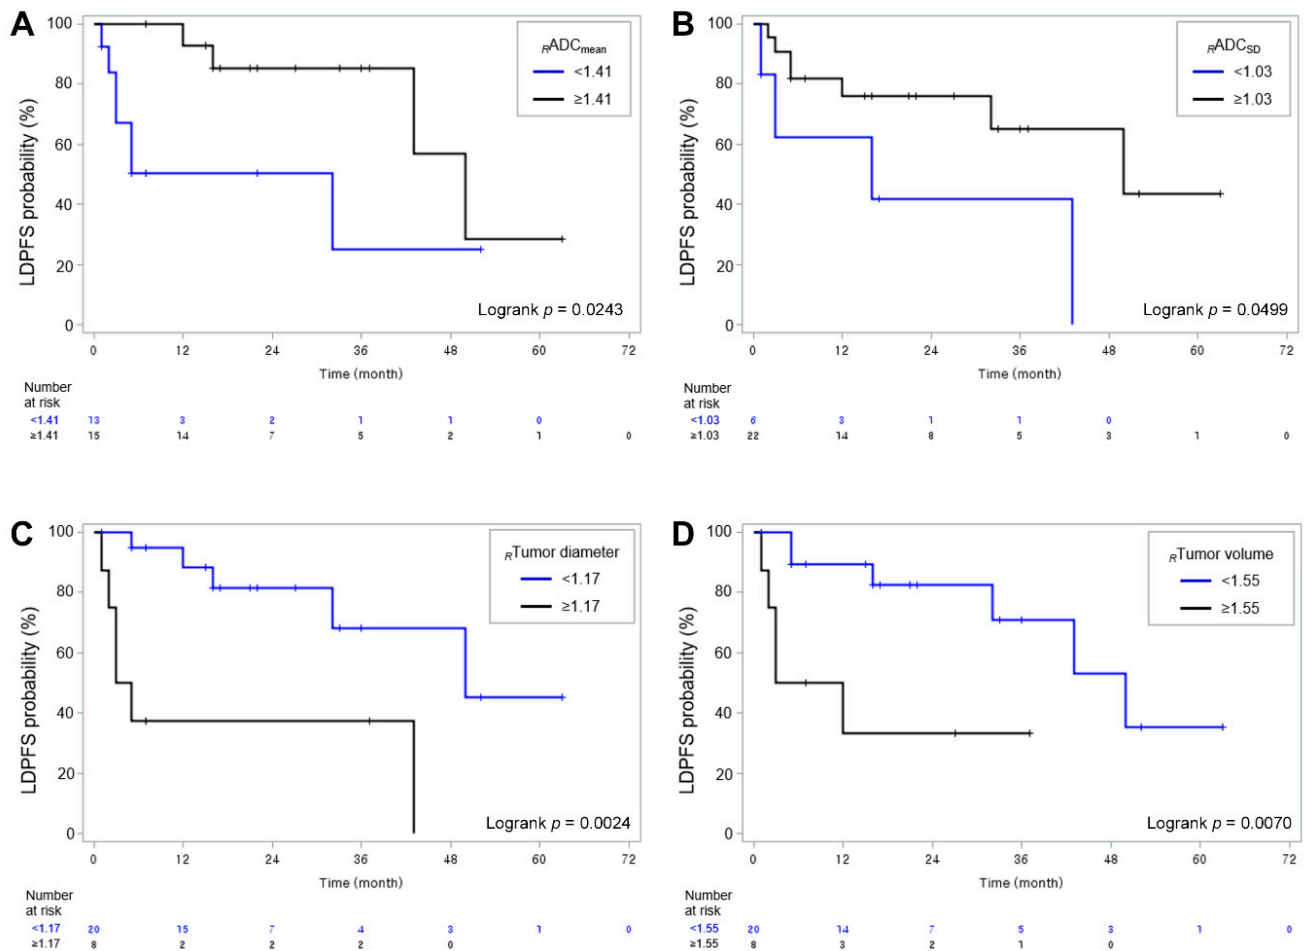 A
100
80
60
40
20
0
LDPFS probability (%)
RADCmean
<1.41
≥1.41
Logrank p = 0.0243
0 12 24 36 48 60 72
Time (month)
Number
at risk
<1.41 13 3 2 1 1 0
≥1.41 15 14 7 5 2 1 0
B
100
80
60
40
20
0
LDPFS probability (%)
RADCSD
<1.03
≥1.03
Logrank p = 0.0499
0 12 24 36 48 60 72
Time (month)
Number
at risk
<1.03 6 3 1 1 0
≥1.03 22 14 8 5 3 1 0
C
100
80
60
40
20
0
LDPFS probability (%)
RTumor diameter
<1.17
≥1.17
Logrank p = 0.0024
0 12 24 36 48 60 72
Time (month)
Number
at risk
<1.17 20 15 7 4 3 1 0
≥1.17 8 2 2 2 0
D
100
80
60
40
20
0
LDPFS probability (%)
RTumor volume
<1.55
≥1.55
Logrank p = 0.0070
0 12 24 36 48 60 72
Time (month)
Number
at risk
<1.55 20 14 7 5 3 1 0
≥1.55 8 3 2 1 0